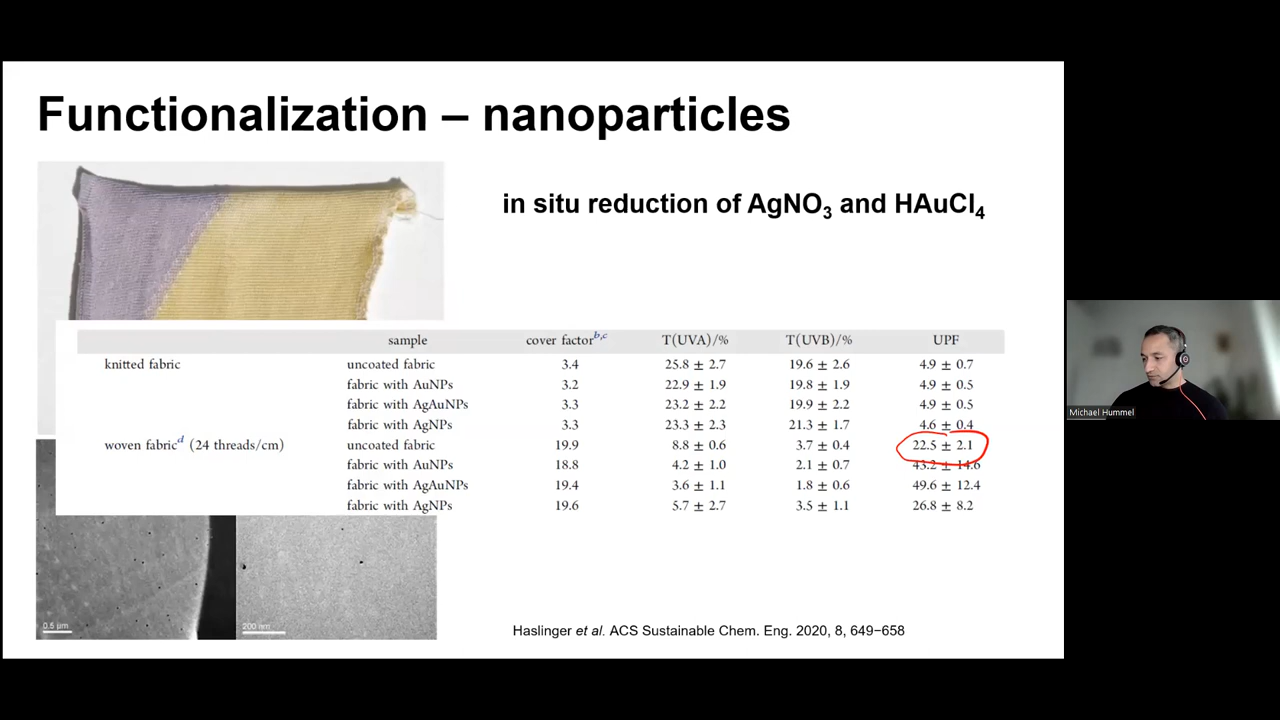 Functionalization – nanoparticles
in situ reduction of AgNO₃ and HAuCl₄
sample cover factorᵇ,ᶜ T(UVA)/% T(UVB)/% UPF
knitted fabric uncoated fabric 3.4 25.8 ± 2.7 19.6 ± 2.6 4.9 ± 0.7
fabric with AuNPs 3.2 22.9 ± 1.9 19.8 ± 1.9 4.9 ± 0.5
fabric with AgAuNPs 3.3 23.2 ± 2.2 19.9 ± 2.2 4.9 ± 0.5
fabric with AgNPs 3.3 23.3 ± 2.3 21.3 ± 1.7 4.6 ± 0.4
woven fabricᵈ (24 threads/cm) uncoated fabric 19.9 8.8 ± 0.6 3.7 ± 0.4 22.5 ± 2.1
fabric with AuNPs 18.8 4.2 ± 1.0 2.1 ± 0.7 43.2 ± 14.6
fabric with AgAuNPs 19.4 3.6 ± 1.1 1.8 ± 0.6 49.6 ± 12.4
fabric with AgNPs 19.6 5.7 ± 2.7 3.5 ± 1.1 26.8 ± 8.2
0.5 µm 200 nm
Haslinger et al. ACS Sustainable Chem. Eng. 2020, 8, 649−658
Michael Hummel